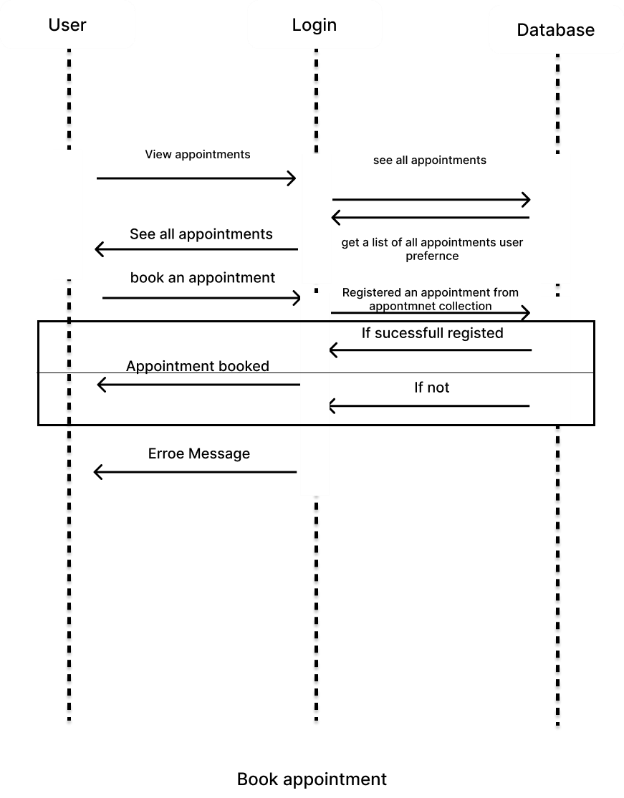 User
Login
Database
View appointments
see all appointments
See all appointments
get a list of all appointments user
prefernce
book an appointment
Registered an appointment from
appontmnet collection
If sucessfull registed
Appointment booked
If not
Erroe Message
Book appointment